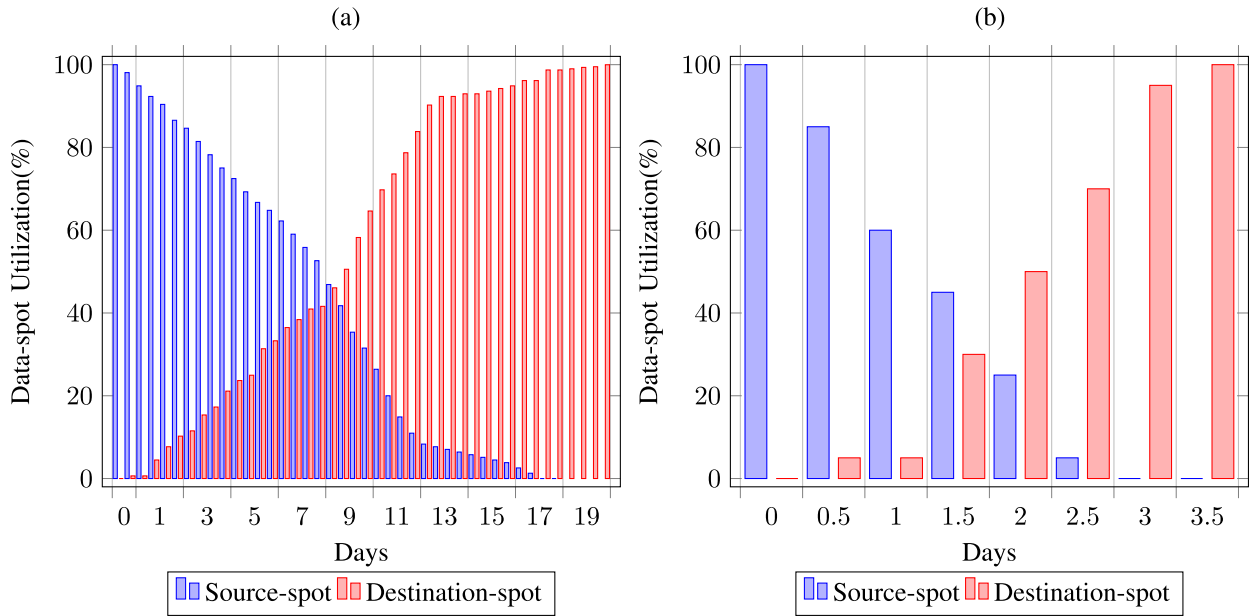 (a)
Data-spot Utilization(%)
100
80
60
40
20
0
0 1 3 5 7 9 11 13 15 17 19
Days
Source-spot Destination-spot
(b)
Data-spot Utilization(%)
100
80
60
40
20
0
0 0.5 1 1.5 2 2.5 3 3.5
Days
Source-spot Destination-spot